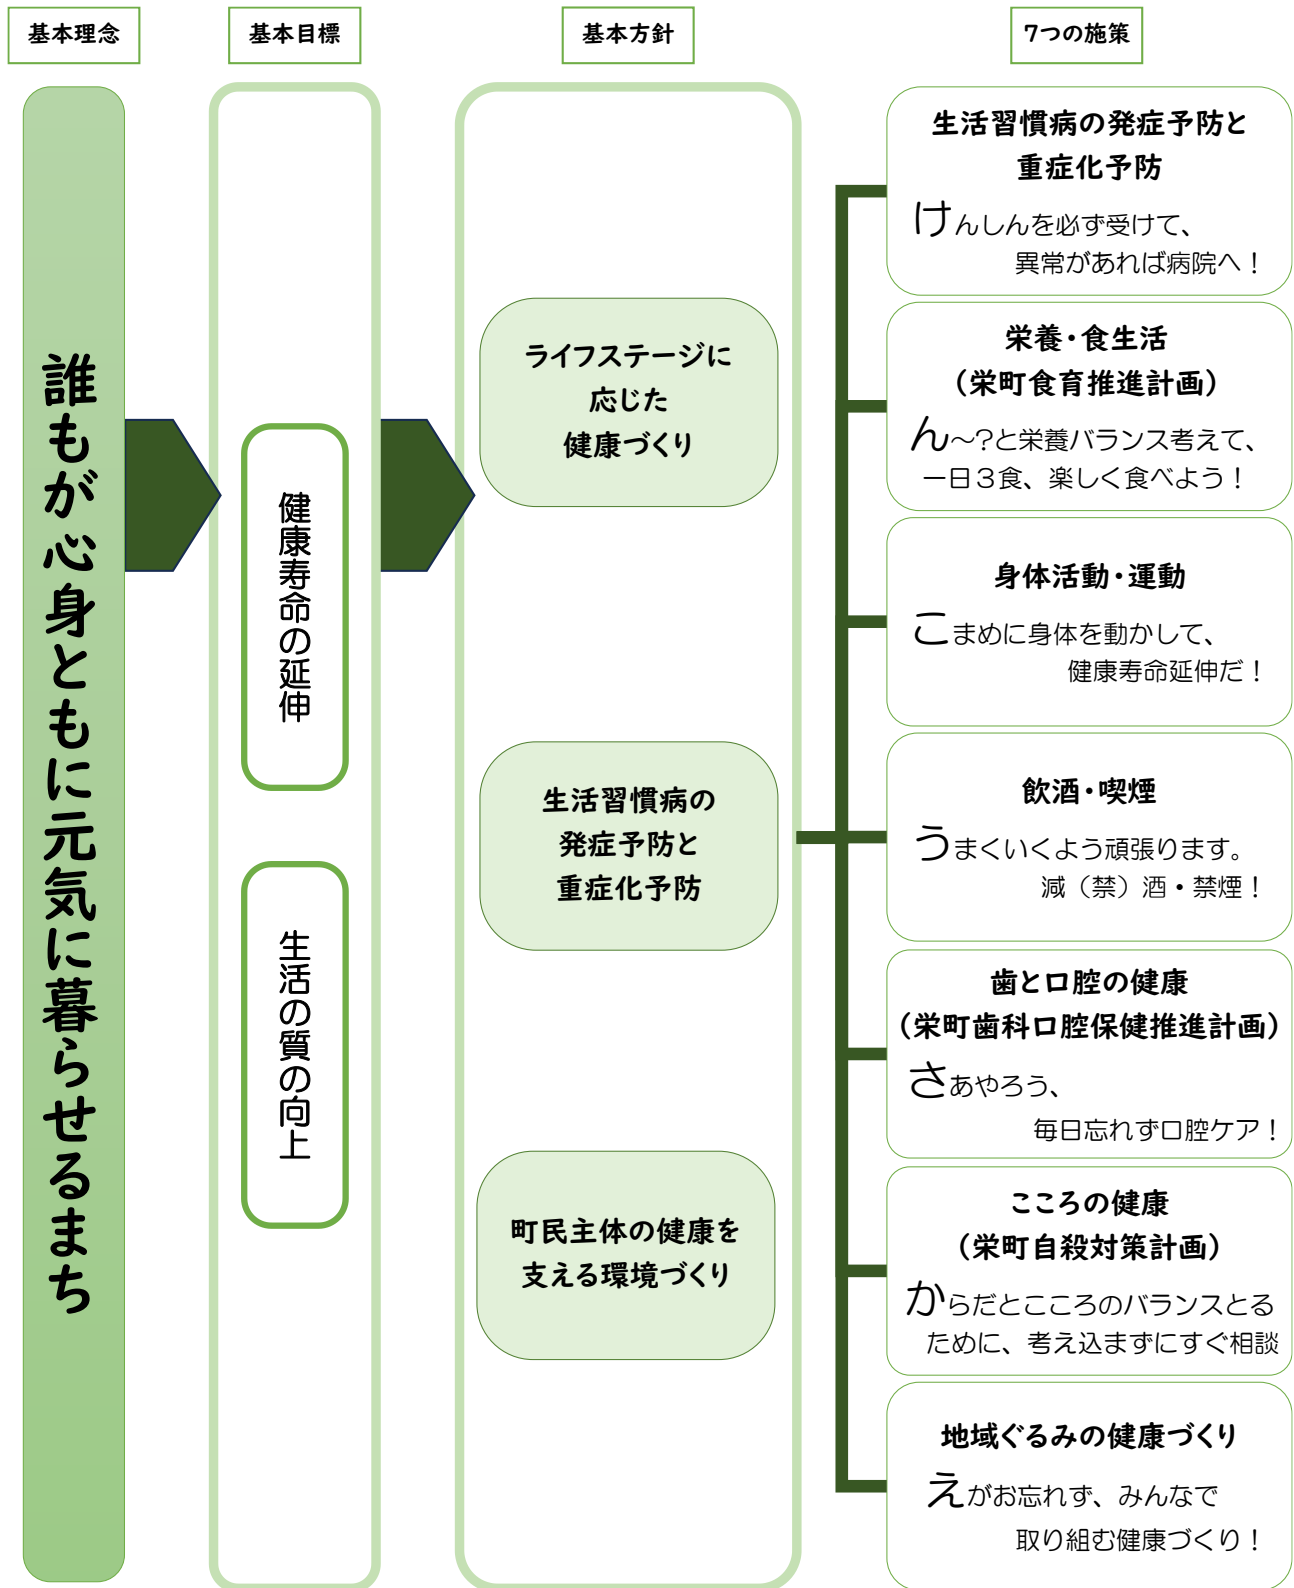 基本理念
基本目標
基本方針
7つの施策
誰もが心身ともに元気に暮らせるまち
健康寿命の延伸
生活の質の向上
ライフステージに
応じた
健康づくり
生活習慣病の
発症予防と
重症化予防
町民主体の健康を
支える環境づくり
生活習慣病の発症予防と
重症化予防
けんしんを必ず受けて、
異常があれば病院へ！
栄養・食生活
（栄町食育推進計画）
ん～?と栄養バランス考えて、
一日３食、楽しく食べよう！
身体活動・運動
こまめに身体を動かして、
健康寿命延伸だ！
飲酒・喫煙
うまくいくよう頑張ります。
減（禁）酒・禁煙！
歯と口腔の健康
（栄町歯科口腔保健推進計画）
さあやろう、
毎日忘れず口腔ケア！
こころの健康
（栄町自殺対策計画）
からだとこころのバランスとる
ために、考え込まずにすぐ相談
地域ぐるみの健康づくり
えがお忘れず、みんなで
取り組む健康づくり！